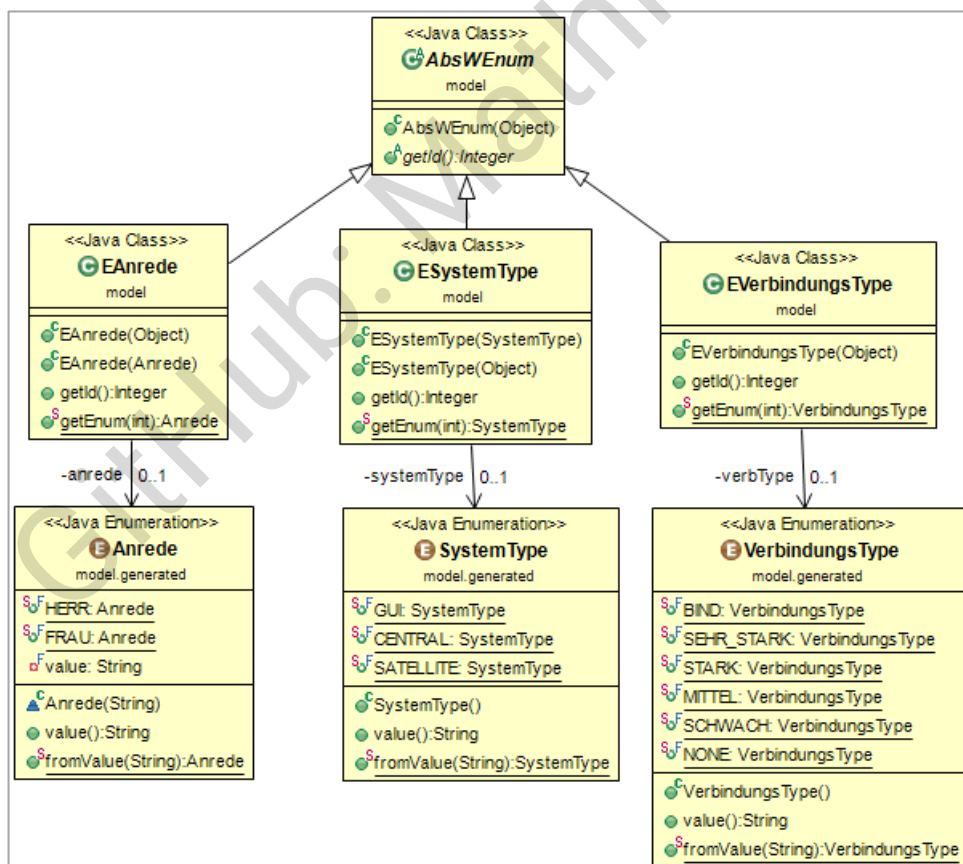 <<Java Class>>
AbsWEnum
model
AbsWEnum(Object)
getId():Integer
<<Java Class>>
EAnrede
model
EAnrede(Object)
EAnrede(Anrede)
getId():Integer
getEnum(int):Anrede
<<Java Class>>
ESystemType
model
ESystemType(SystemType)
ESystemType(Object)
getId():Integer
getEnum(int):SystemType
<<Java Class>>
EVerbindungsType
model
EVerbindungsType(Object)
getId():Integer
getEnum(int):VerbindungsType
-anrede 0..1
-systemType 0..1
-verbType 0..1
<<Java Enumeration>>
Anrede
model.generated
HERR: Anrede
FRAU: Anrede
value: String
Anrede(String)
value():String
fromValue(String):Anrede
<<Java Enumeration>>
SystemType
model.generated
GUI: SystemType
CENTRAL: SystemType
SATELLITE: SystemType
SystemType()
value():String
fromValue(String):SystemType
<<Java Enumeration>>
VerbindungsType
model.generated
BIND: VerbindungsType
SEHR_STARK: VerbindungsType
STARK: VerbindungsType
MITTEL: VerbindungsType
SCHWACH: VerbindungsType
NONE: VerbindungsType
VerbindungsType()
value():String
fromValue(String):VerbindungsType
GitHub: